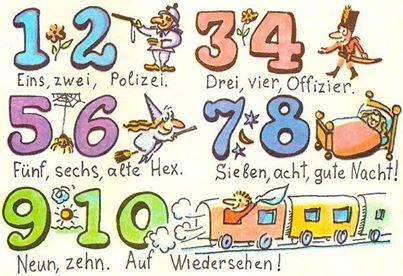 1 2 3 4
Eins, zwei, Polizei. Drei, vier, Offizier.
5 6 7 8
Fünf, sechs, alte Hex. Sieben, acht, gute Nacht!
9 10
Neun, zehn. Auf Wiedersehen!